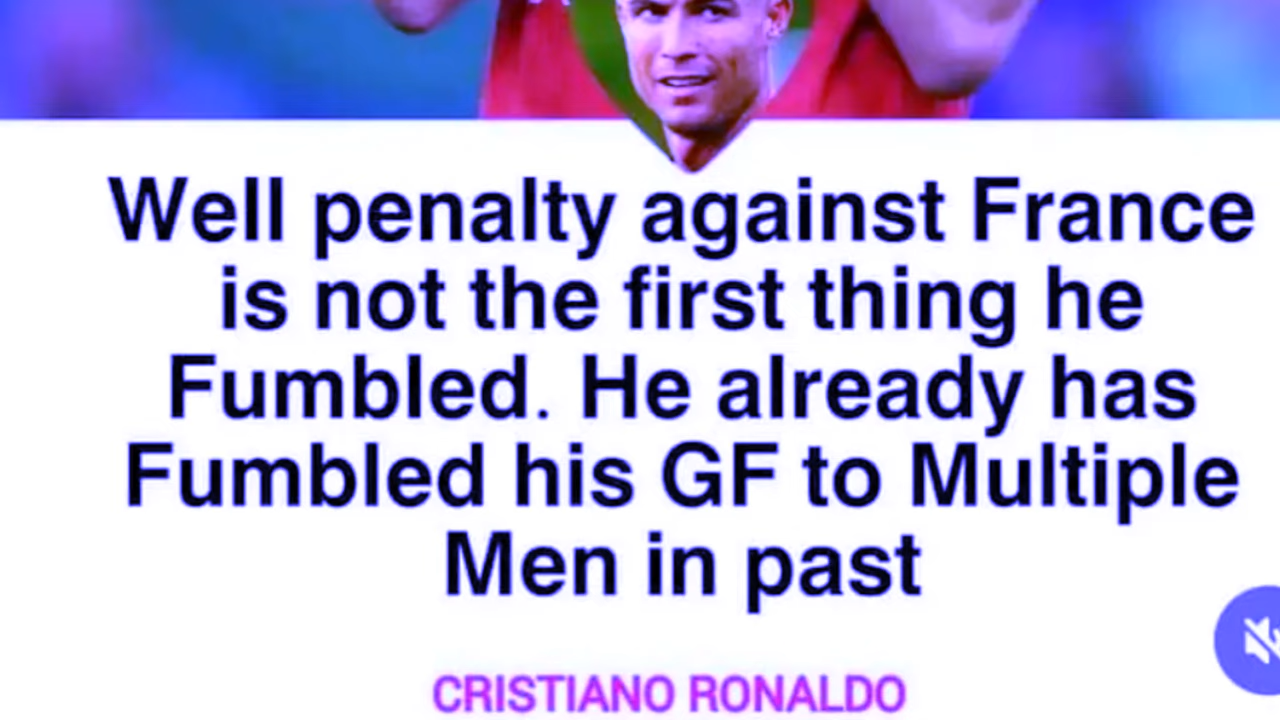 Well penalty against France
is not the first thing he
Fumbled. He already has
Fumbled his GF to Multiple
Men in past
CRISTIANO RONALDO